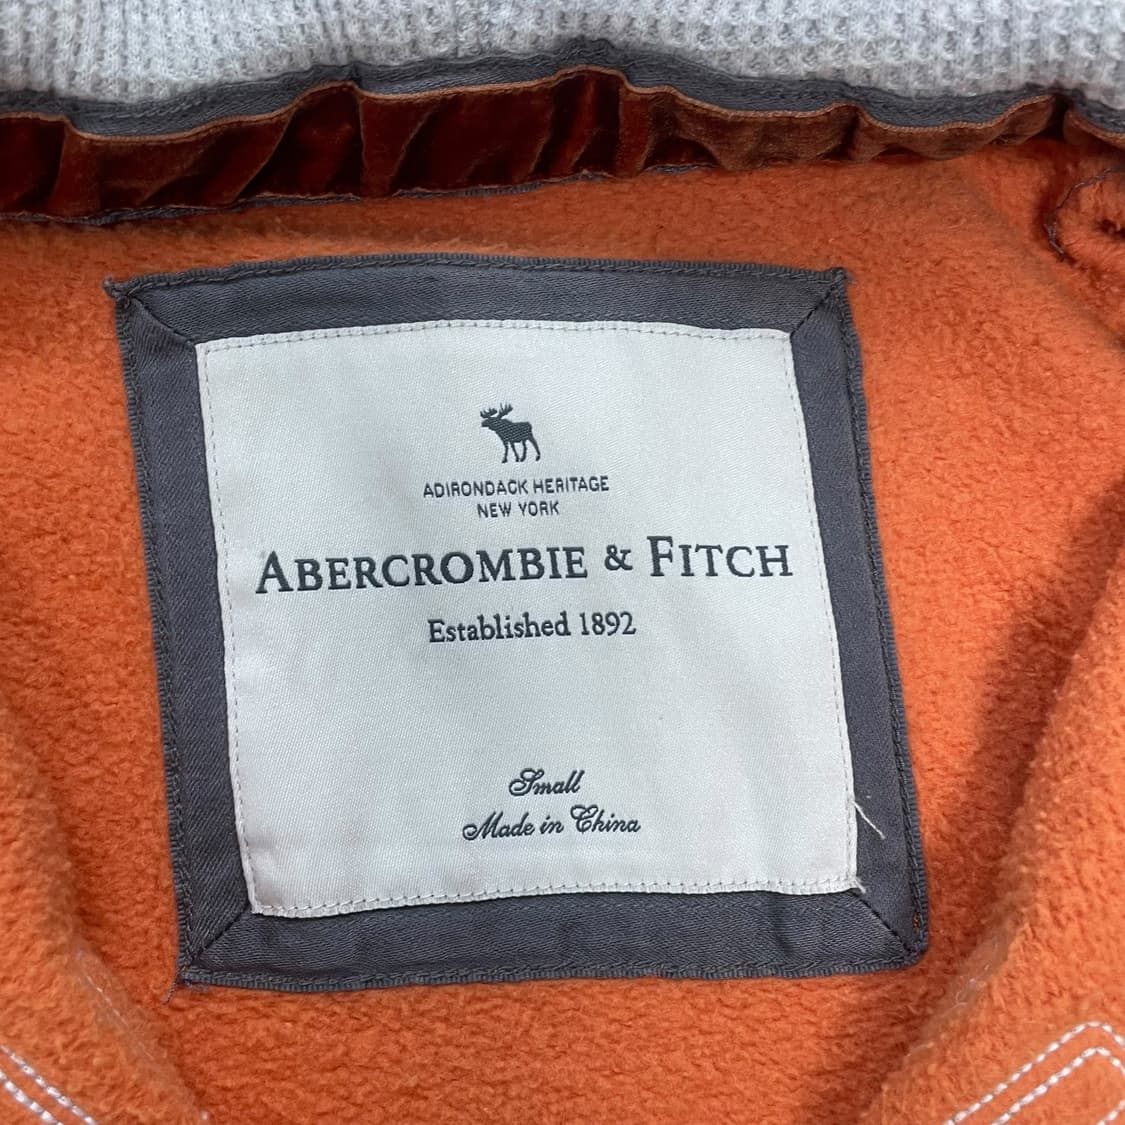 ADIRONDACK HERITAGE
NEW YORK
ABERCROMBIE & FITCH
Established 1892
Small
Made in China